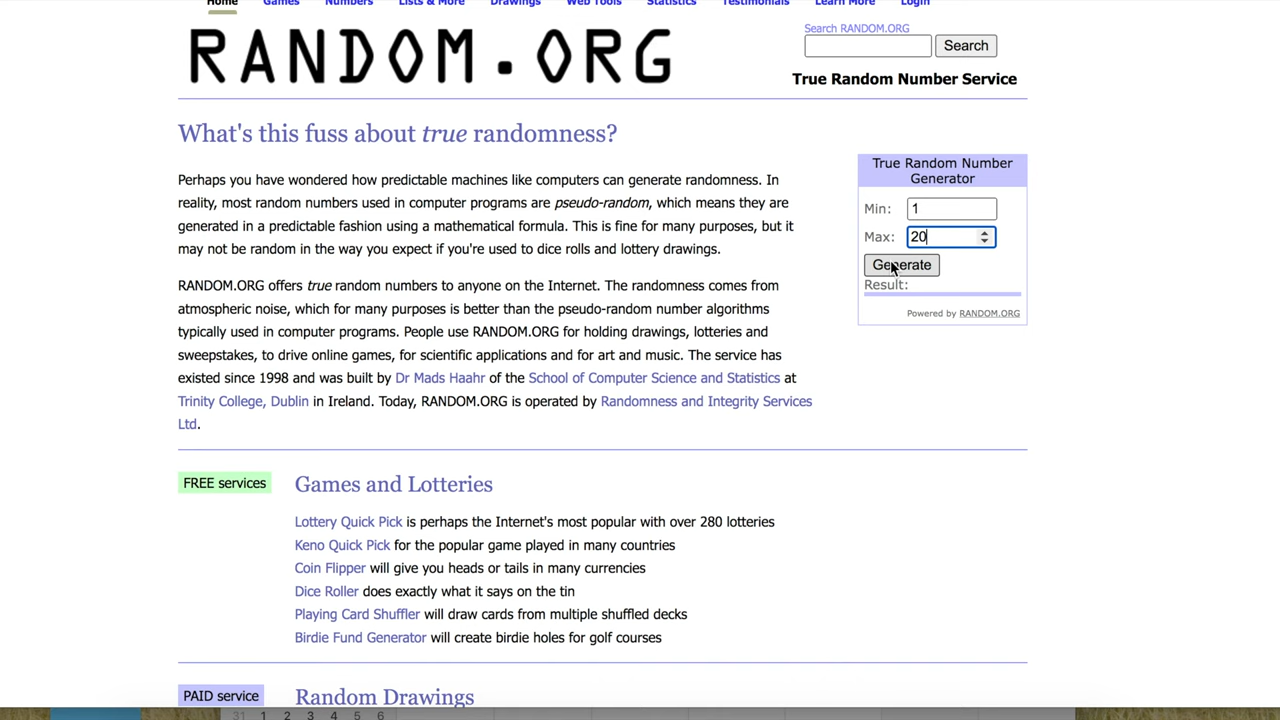 Home Games Numbers Lists & More Drawings Web Tools Statistics Testimonials Learn More Login
RANDOM.ORG
Search RANDOM.ORG
Search
True Random Number Service
What's this fuss about true randomness?
Perhaps you have wondered how predictable machines like computers can generate randomness. In
reality, most random numbers used in computer programs are pseudo-random, which means they are
generated in a predictable fashion using a mathematical formula. This is fine for many purposes, but it
may not be random in the way you expect if you're used to dice rolls and lottery drawings.
RANDOM.ORG offers true random numbers to anyone on the Internet. The randomness comes from
atmospheric noise, which for many purposes is better than the pseudo-random number algorithms
typically used in computer programs. People use RANDOM.ORG for holding drawings, lotteries and
sweepstakes, to drive online games, for scientific applications and for art and music. The service has
existed since 1998 and was built by Dr Mads Haahr of the School of Computer Science and Statistics at
Trinity College, Dublin in Ireland. Today, RANDOM.ORG is operated by Randomness and Integrity Services
Ltd.
True Random Number
Generator
Min: 1
Max: 20
Generate
Result:
Powered by RANDOM.ORG
FREE services
Games and Lotteries
Lottery Quick Pick is perhaps the Internet's most popular with over 280 lotteries
Keno Quick Pick for the popular game played in many countries
Coin Flipper will give you heads or tails in many currencies
Dice Roller does exactly what it says on the tin
Playing Card Shuffler will draw cards from multiple shuffled decks
Birdie Fund Generator will create birdie holes for golf courses
PAID service
Random Drawings
31 1 2 3 4 5 6